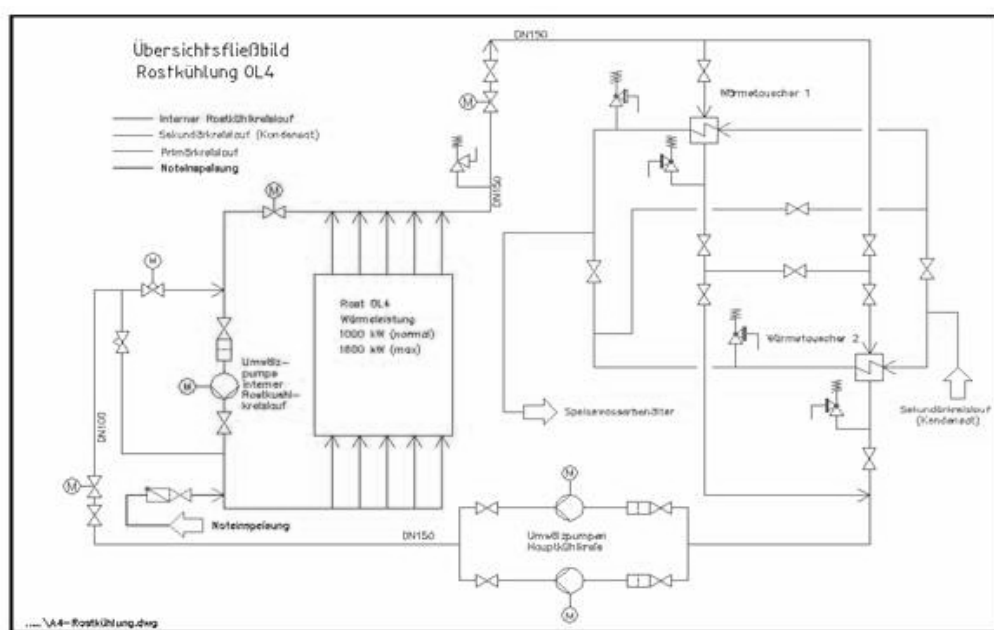 Übersichtsfließbild
Rostkühlung OL4
Interner Rostkühlkreislauf
Sekundärkreislauf (Kondensat)
Primärkreislauf
Noteinspeisung
DN150
Wärmetauscher 1
M
DN150
M
M
Rost OL4
Wärmeleistung
1000 kW (normal)
1800 kW (max)
Wärmetauscher 2
M
Umwälz-
pumpe
interner
Rostkuehl-
kreislauf
Speisewasserbehälter
Sekundärkreislauf
(Kondensat)
DN100
M
Noteinspeisung
M
DN150
Umwälzpumpen
Hauptkühlkreis
M
..... \A4-Rostkühlung.dwg